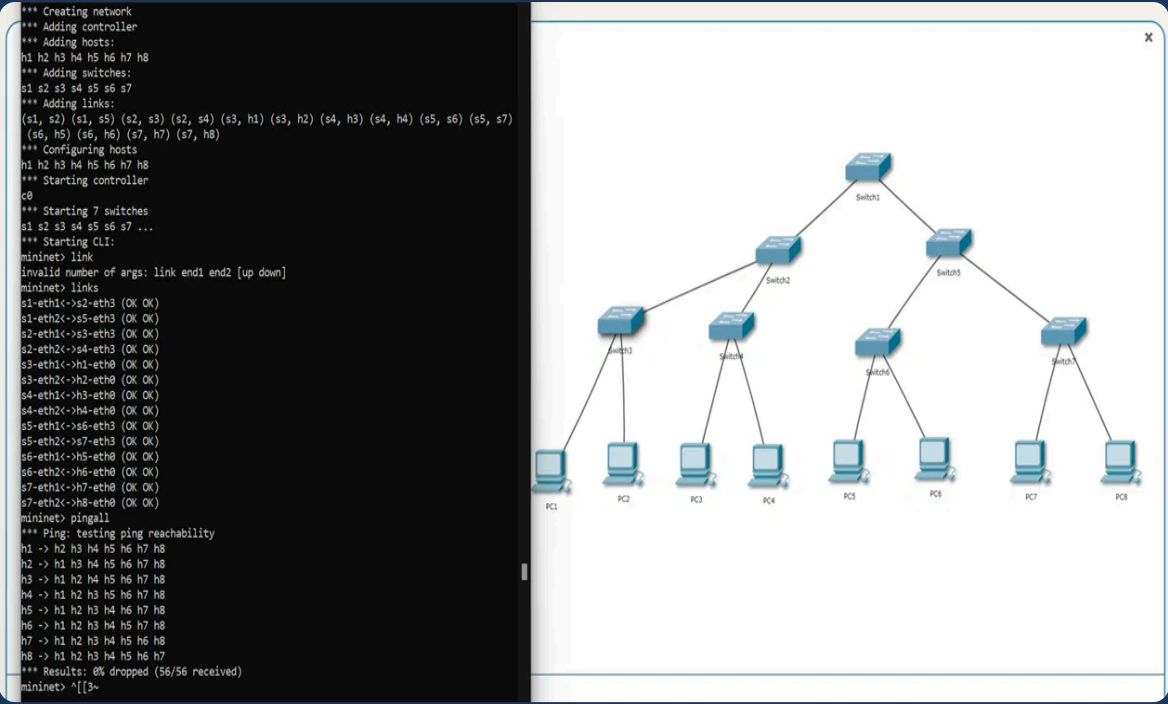 *** Creating network
*** Adding controller
*** Adding hosts:
h1 h2 h3 h4 h5 h6 h7 h8
*** Adding switches:
s1 s2 s3 s4 s5 s6 s7
*** Adding links:
(s1, s2) (s1, s5) (s2, s3) (s2, s4) (s3, h1) (s3, h2) (s4, h3) (s4, h4) (s5, s6) (s5, s7)
(s6, h5) (s6, h6) (s7, h7) (s7, h8)
*** Configuring hosts
h1 h2 h3 h4 h5 h6 h7 h8
*** Starting controller
c0
*** Starting 7 switches
s1 s2 s3 s4 s5 s6 s7 ...
*** Starting CLI:
mininet> link
invalid number of args: link end1 end2 [up down]
mininet> links
s1-eth1<->s2-eth3 (OK OK)
s1-eth2<->s5-eth3 (OK OK)
s2-eth1<->s3-eth3 (OK OK)
s2-eth2<->s4-eth3 (OK OK)
s3-eth1<->h1-eth0 (OK OK)
s3-eth2<->h2-eth0 (OK OK)
s4-eth1<->h3-eth0 (OK OK)
s4-eth2<->h4-eth0 (OK OK)
s5-eth1<->s6-eth3 (OK OK)
s5-eth2<->s7-eth3 (OK OK)
s6-eth1<->h5-eth0 (OK OK)
s6-eth2<->h6-eth0 (OK OK)
s7-eth1<->h7-eth0 (OK OK)
s7-eth2<->h8-eth0 (OK OK)
mininet> pingall
*** Ping: testing ping reachability
h1 -> h2 h3 h4 h5 h6 h7 h8
h2 -> h1 h3 h4 h5 h6 h7 h8
h3 -> h1 h2 h4 h5 h6 h7 h8
h4 -> h1 h2 h3 h5 h6 h7 h8
h5 -> h1 h2 h3 h4 h6 h7 h8
h6 -> h1 h2 h3 h4 h5 h7 h8
h7 -> h1 h2 h3 h4 h5 h6 h8
h8 -> h1 h2 h3 h4 h5 h6 h7
*** Results: 0% dropped (56/56 received)
mininet> ^[[3~
x
Switch1
Switch2
Switch5
Switch3
Switch4
Switch6
Switch7
PC1
PC2
PC3
PC4
PC5
PC6
PC7
PC8